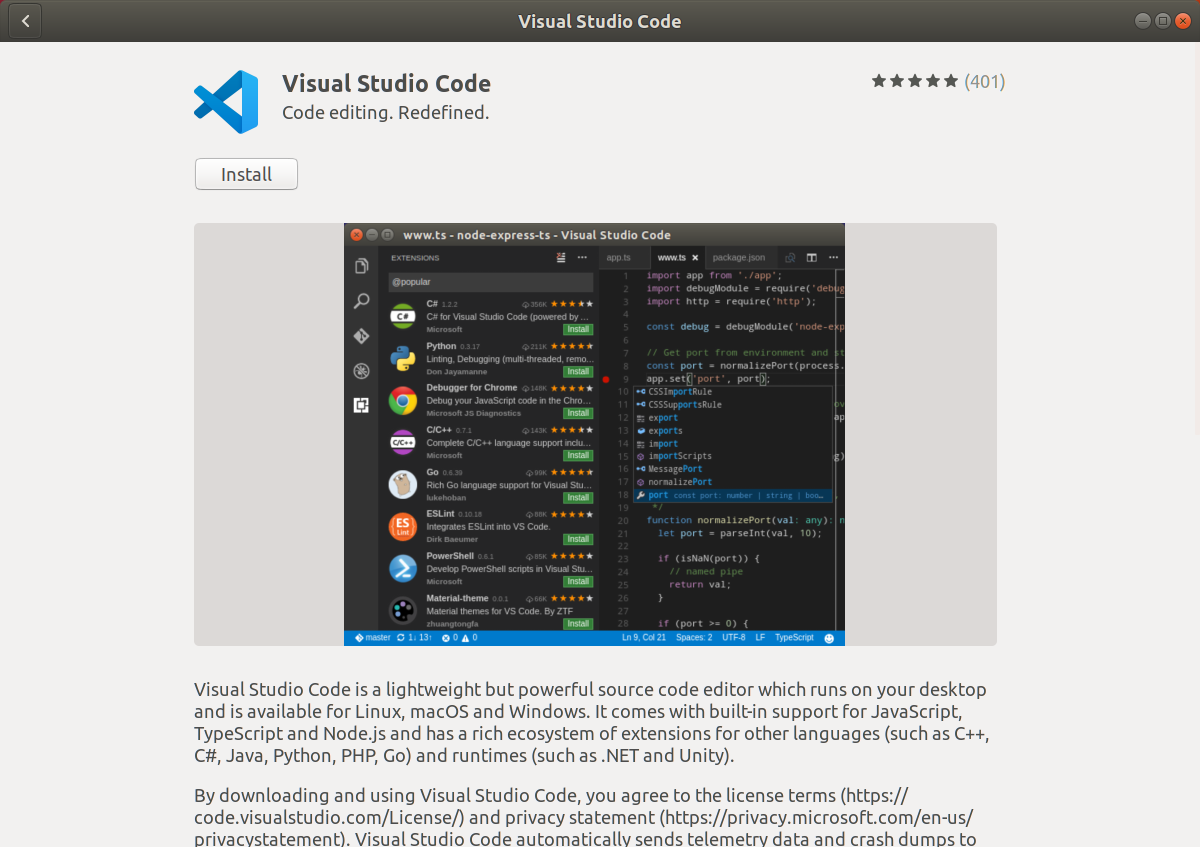 Visual Studio Code
Visual Studio Code
(401)
Code editing. Redefined.
Install
www.ts - node-express-ts - Visual Studio Code
EXTENSIONS
@popular
C# 1.2.2 356K
C# for Visual Studio Code (powered by ...
Microsoft Install
Python 0.3.17 211K
Linting, Debugging (multi-threaded, remo...
Don Jayamanne Install
Debugger for Chrome 148K
Debug your JavaScript code in the Chro...
Microsoft JS Diagnostics Install
C/C++ 0.7.1 143K
Complete C/C++ language support inclu...
Microsoft Install
Go 0.6.39 99K
Rich Go language support for Visual Stu...
lukehoban Install
ES
Lint
ESLint 0.10.18 88K
Integrates ESLint into VS Code.
Dirk Baeumer Install
PowerShell 0.6.1 85K
Develop PowerShell scripts in Visual Stu...
Microsoft Install
Material-theme 0.0.1 66K
Material themes for VS Code. By ZTF
zhuangtongfa Install
app.ts www.ts package.json
1 import app from './app';
2 import debugModule = require('debug
3 import http = require('http');
4
5 const debug = debugModule('node-exp
6
7 // Get port from environment and st
8 const port = normalizePort(process.
9 app.set('port', port);
10 CSSImportRule
11 CSSSupportsRule ov
12 export ap
13 exports
14 import
15 importScripts g)
16 MessagePort
17 normalizePort
18 port const port: number | string | boo...
19 */
20 function normalizePort(val: any): n
21 let port = parseInt(val, 10);
22
23 if (isNaN(port)) {
24 // named pipe
25 return val;
26 }
27
28 if (port >= 0) {
master 1↓ 13↑ 0 0 Ln 9, Col 21 Spaces: 2 UTF-8 LF TypeScript
Visual Studio Code is a lightweight but powerful source code editor which runs on your desktop
and is available for Linux, macOS and Windows. It comes with built-in support for JavaScript,
TypeScript and Node.js and has a rich ecosystem of extensions for other languages (such as C++,
C#, Java, Python, PHP, Go) and runtimes (such as .NET and Unity).
By downloading and using Visual Studio Code, you agree to the license terms (https://
code.visualstudio.com/License/) and privacy statement (https://privacy.microsoft.com/en-us/
privacystatement). Visual Studio Code automatically sends telemetry data and crash dumps to